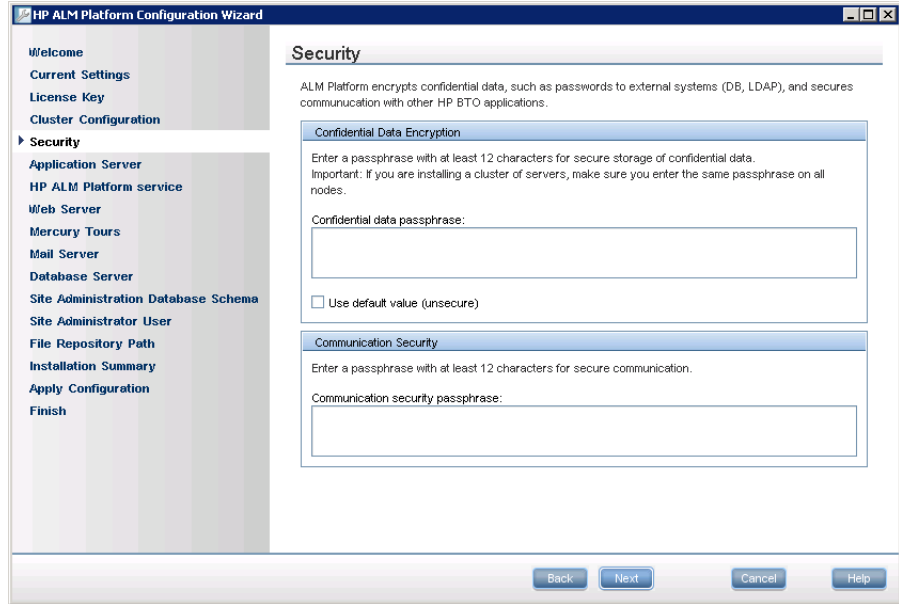 HP ALM Platform Configuration Wizard
Welcome
Current Settings
License Key
Cluster Configuration
Security
Application Server
HP ALM Platform service
Web Server
Mercury Tours
Mail Server
Database Server
Site Administration Database Schema
Site Administrator User
File Repository Path
Installation Summary
Apply Configuration
Finish
Security
ALM Platform encrypts confidential data, such as passwords to external systems (DB, LDAP), and secures
communucation with other HP BTO applications.
Confidential Data Encryption
Enter a passphrase with at least 12 characters for secure storage of confidential data.
Important: If you are installing a cluster of servers, make sure you enter the same passphrase on all
nodes.
Confidential data passphrase:
Use default value (unsecure)
Communication Security
Enter a passphrase with at least 12 characters for secure communication.
Communication security passphrase:
Back Next Cancel Help